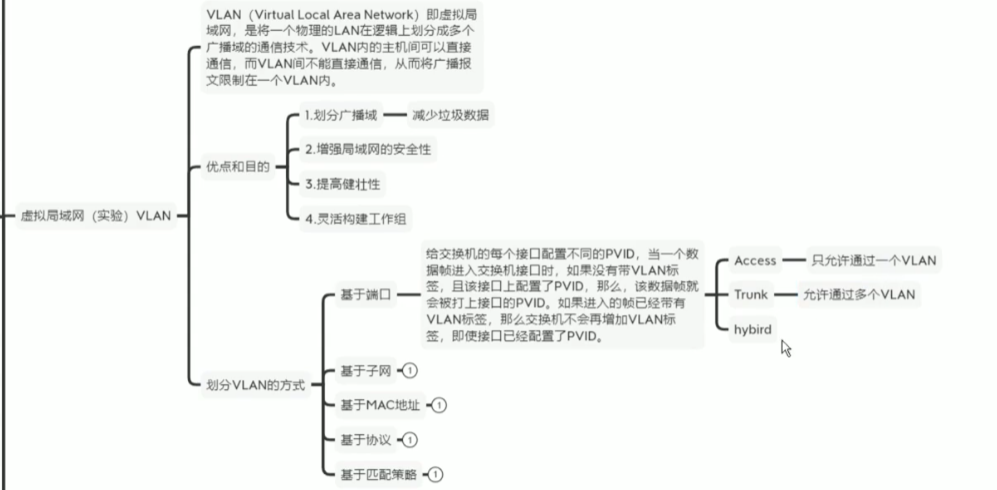 虚拟局域网（实验）VLAN
VLAN（Virtual Local Area Network）即虚拟局
域网，是将一个物理的LAN在逻辑上划分成多个
广播域的通信技术。VLAN内的主机间可以直接
通信，而VLAN间不能直接通信，从而将广播报
文限制在一个VLAN内。
优点和目的
1.划分广播域
减少垃圾数据
2.增强局域网的安全性
3.提高健壮性
4.灵活构建工作组
划分VLAN的方式
基于端口
给交换机的每个接口配置不同的PVID，当一个数
据帧进入交换机接口时，如果没有带VLAN标
签，且该接口上配置了PVID，那么，该数据帧就
会被打上接口的PVID。如果进入的帧已经带有
VLAN标签，那么交换机不会再增加VLAN标
签，即使接口已经配置了PVID。
Access
只允许通过一个VLAN
Trunk
允许通过多个VLAN
hybird
基于子网 1
基于MAC地址 1
基于协议 1
基于匹配策略 1